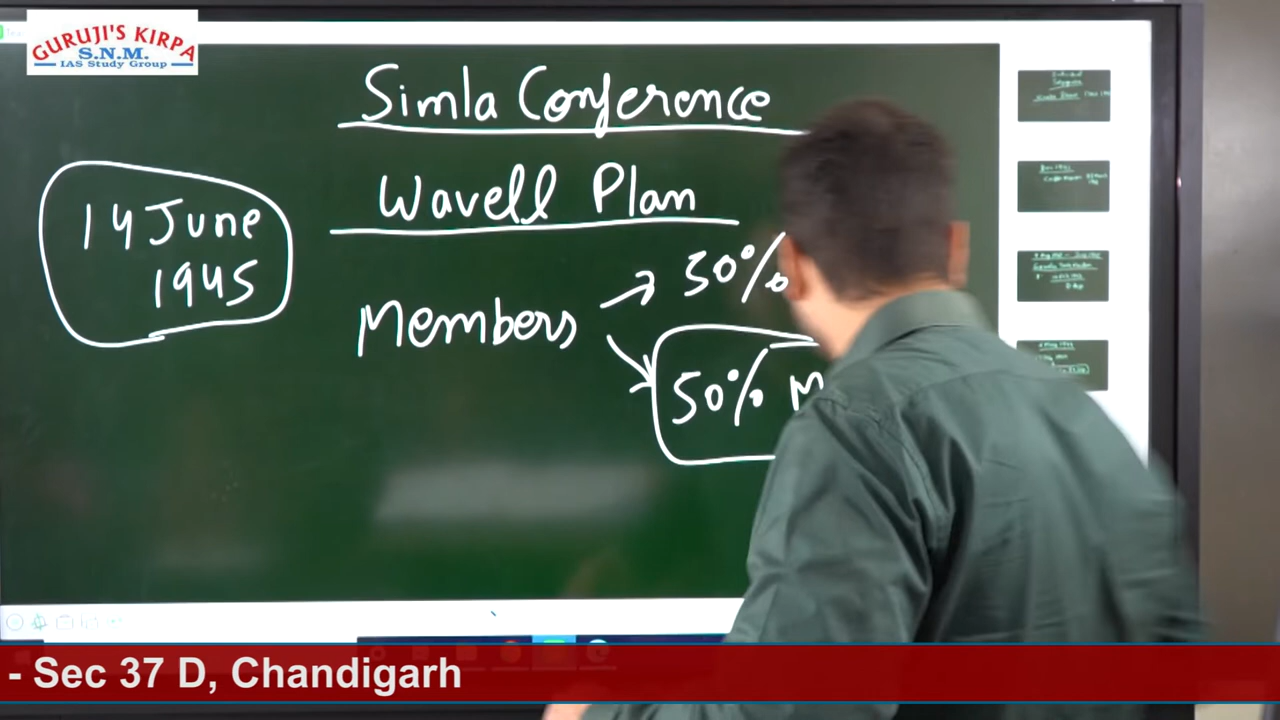 GURUJI'S KIRPA
S.N.M.
IAS Study Group
Simla Conference
Wavell Plan
14 June
1945
Members → 50%
50% M
- Sec 37 D, Chandigarh